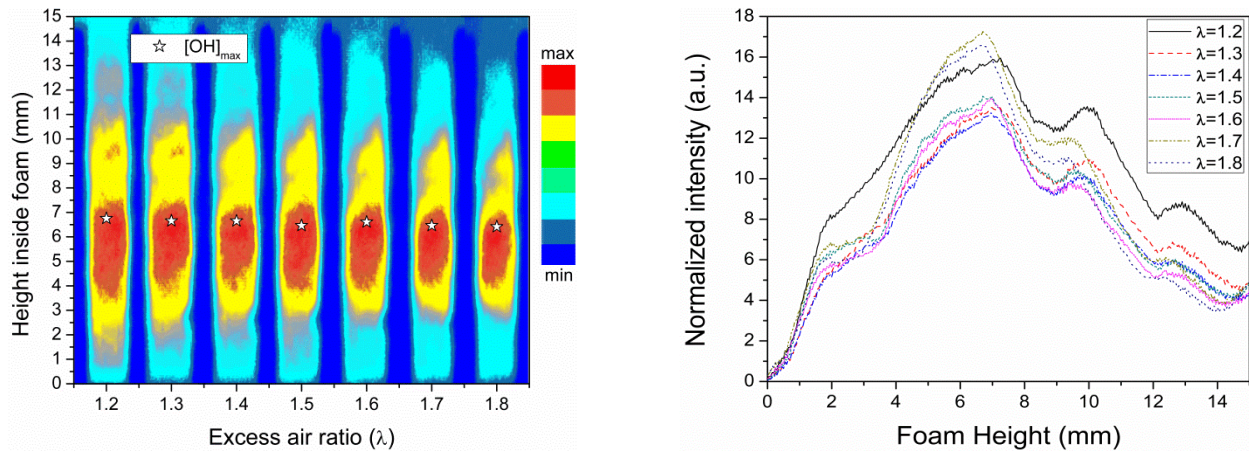 15
14
13
12
11
10
9
8
7
6
5
4
3
2
1
0
Height inside foam (mm)
[OH]max
max
min
1.2 1.3 1.4 1.5 1.6 1.7 1.8
Excess air ratio (λ)
18
16
14
12
10
8
6
4
2
0
Normalized intensity (a.u.)
λ=1.2
λ=1.3
λ=1.4
λ=1.5
λ=1.6
λ=1.7
λ=1.8
0 2 4 6 8 10 12 14
Foam Height (mm)